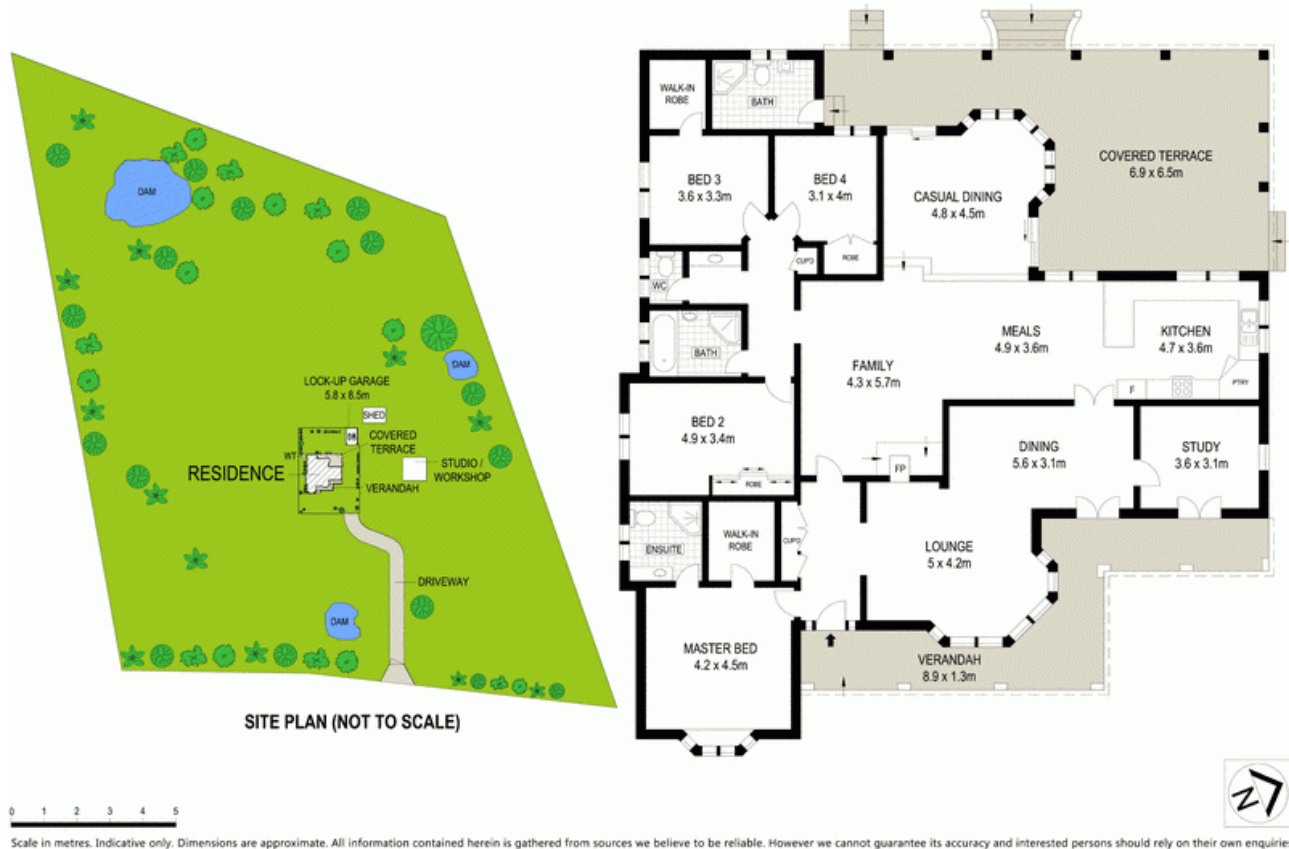 DAM
DAM
LOCK-UP GARAGE
5.8 x 8.5m
SHED
COVERED
TERRACE
WT
RESIDENCE
STUDIO /
WORKSHOP
VERANDAH
DRIVEWAY
DAM
SITE PLAN (NOT TO SCALE)
WALK-IN
ROBE
BATH
BED 3
3.6 x 3.3m
BED 4
3.1 x 4m
CASUAL DINING
4.8 x 4.5m
COVERED TERRACE
6.9 x 6.5m
CUP'D
ROBE
WC
BATH
MEALS
4.9 x 3.6m
KITCHEN
4.7 x 3.6m
FAMILY
4.3 x 5.7m
F
PTRY
BED 2
4.9 x 3.4m
ROBE
FP
DINING
5.6 x 3.1m
STUDY
3.6 x 3.1m
ENSUITE
WALK-IN
ROBE
CUP'D
LOUNGE
5 x 4.2m
MASTER BED
4.2 x 4.5m
VERANDAH
8.9 x 1.3m
N
0 1 2 3 4 5
Scale in metres. Indicative only. Dimensions are approximate. All information contained herein is gathered from sources we believe to be reliable. However we cannot guarantee its accuracy and interested persons should rely on their own enquiries